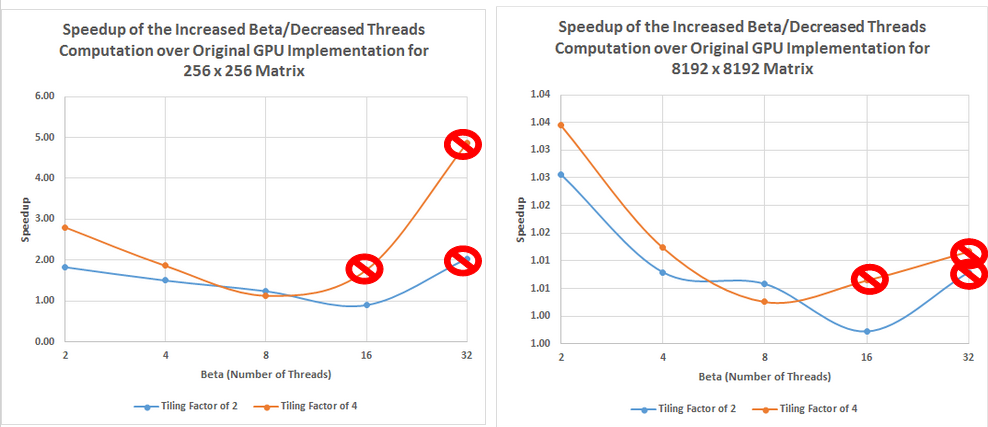 Speedup of the Increased Beta/Decreased Threads
Computation over Original GPU Implementation for
256 x 256 Matrix
6.00
5.00
4.00
3.00
2.00
1.00
0.00
Speedup
2 4 8 16 32
Beta (Number of Threads)
Tiling Factor of 2 Tiling Factor of 4
Speedup of the Increased Beta/Decreased Threads
Computation over Original GPU Implementation for
8192 x 8192 Matrix
1.04
1.04
1.03
1.03
1.02
1.02
1.01
1.01
1.00
1.00
Speedup
2 4 8 16 32
Beta (Number of Threads)
Tiling Factor of 2 Tiling Factor of 4